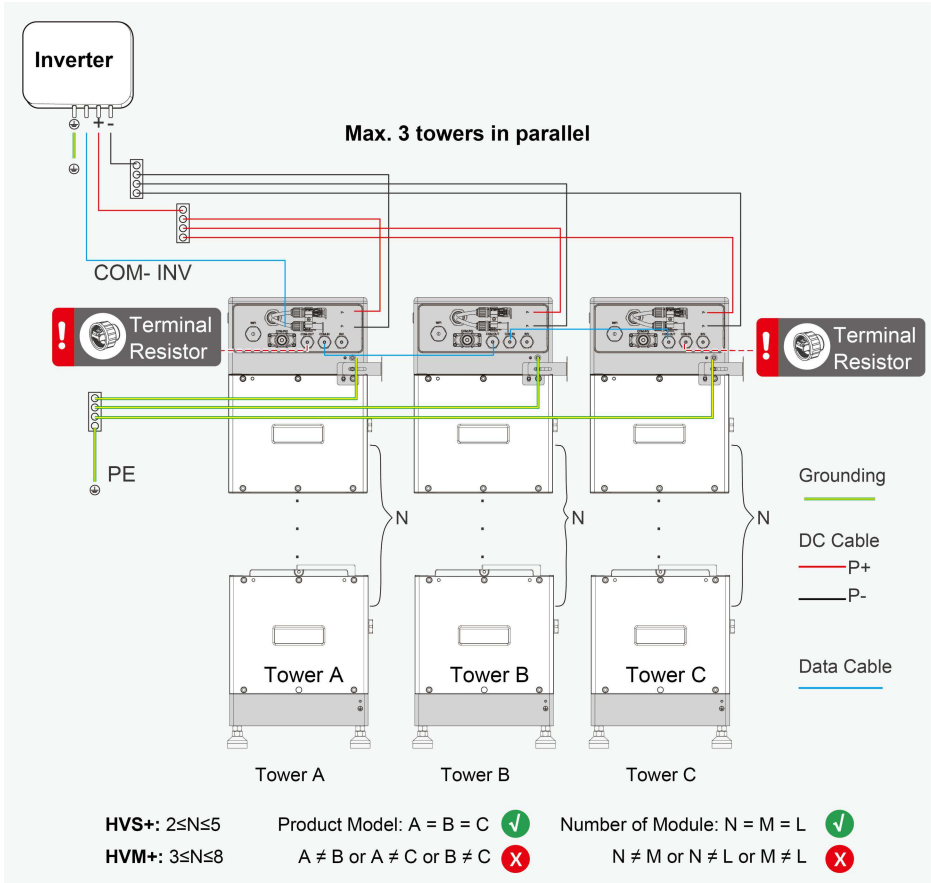 Inverter
+ -
Max. 3 towers in parallel
COM- INV
Terminal
Resistor
Terminal
Resistor
PE
N
N
N
Grounding
DC Cable
P+
P-
Data Cable
Tower A
Tower B
Tower C
Tower A
Tower B
Tower C
HVS+: 2≤N≤5
Product Model: A = B = C √
Number of Module: N = M = L √
HVM+: 3≤N≤8
A ≠ B or A ≠ C or B ≠ C X
N ≠ M or N ≠ L or M ≠ L X